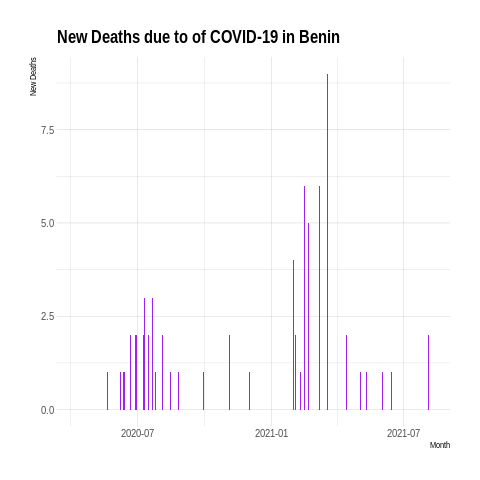 New Deaths due to of COVID-19 in Benin
New Deaths
7.5
5.0
2.5
0.0
2020-07 2021-01 2021-07
Month